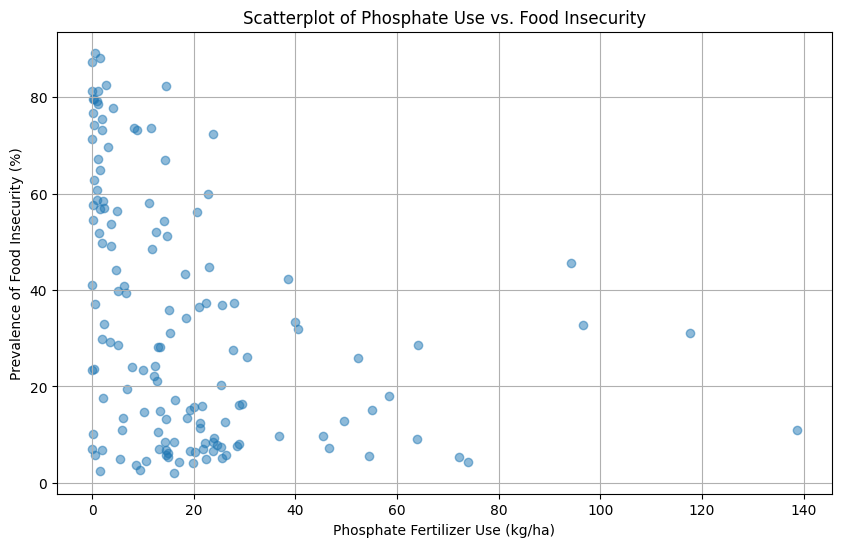 Scatterplot of Phosphate Use vs. Food Insecurity
Prevalence of Food Insecurity (%)
80
60
40
20
0
0 20 40 60 80 100 120 140
Phosphate Fertilizer Use (kg/ha)